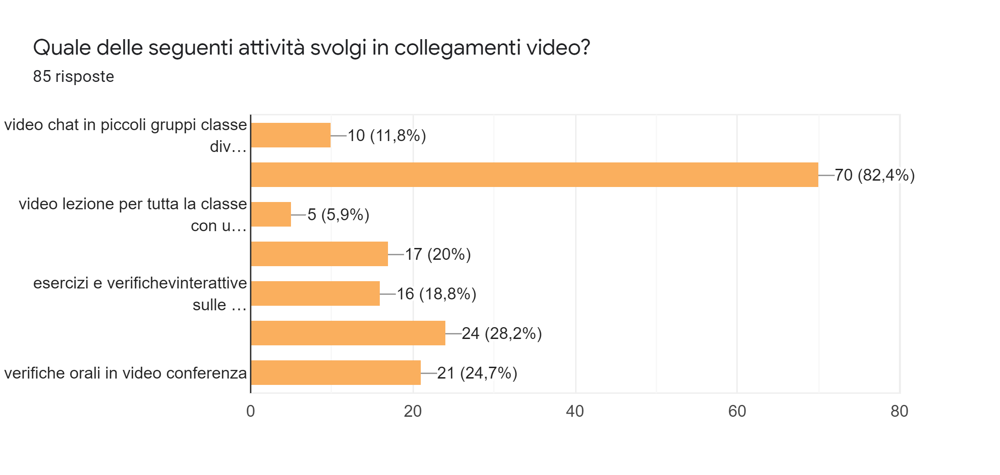 Quale delle seguenti attività svolgi in collegamenti video?
85 risposte
video chat in piccoli gruppi classe
div…
10 (11,8%)
70 (82,4%)
video lezione per tutta la classe
con u…
5 (5,9%)
17 (20%)
esercizi e verifichevinterattive
sulle …
16 (18,8%)
24 (28,2%)
verifiche orali in video conferenza
21 (24,7%)
0 20 40 60 80